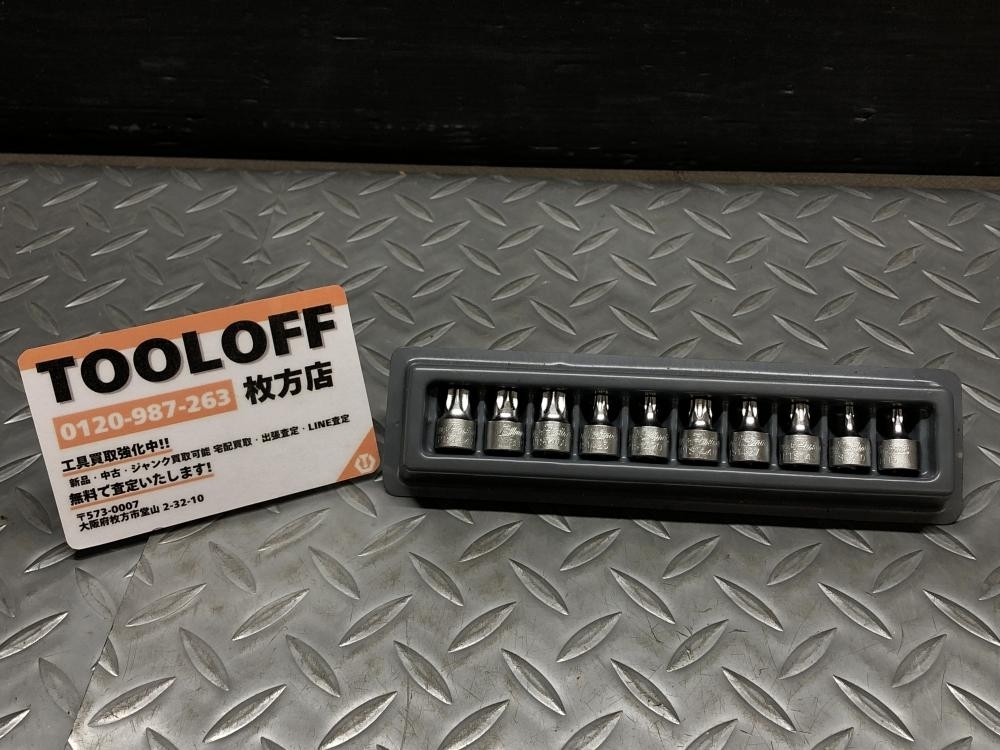 TOOLOFF
0120-987-263 枚方店
工具買取強化中!!
新品・中古・ジャンク買取可能 宅配買取・出張査定・LINE査定
無料で査定いたします!
〒573-0007
大阪府枚方市堂山 2-32-10